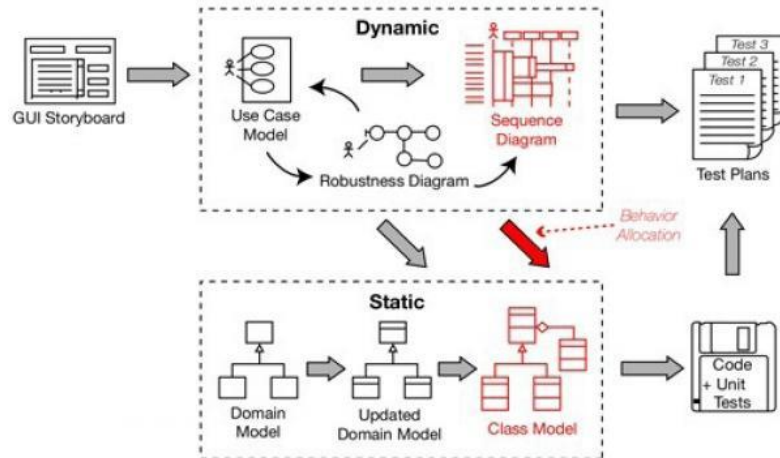 Dynamic
GUI Storyboard
Use Case
Model
Robustness Diagram
Sequence
Diagram
Test 3
Test 2
Test 1
Test Plans
Behavior
Allocation
Static
Domain
Model
Updated
Domain Model
Class Model
Code
+ Unit
Tests